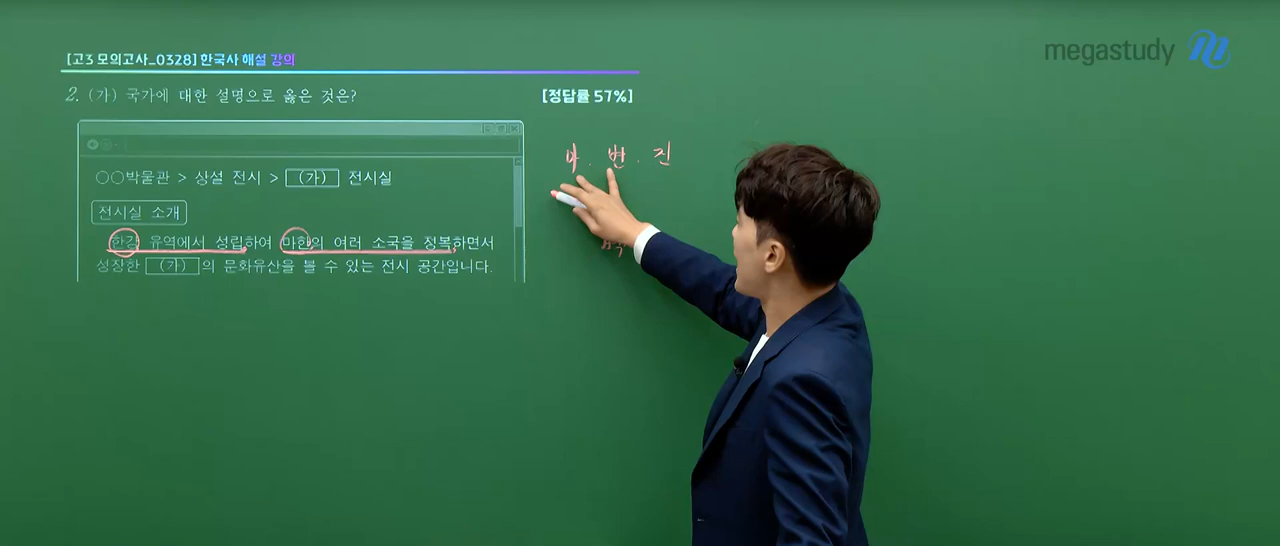 megastudy
[고3 모의고사_0328] 한국사 해설 강의
2. (가) 국가에 대한 설명으로 옳은 것은?
[정답률 57%]
마 . 변 . 진
○○박물관 > 상설 전시 > (가) 전시실
전시실 소개
한강 유역에서 성립하여 마한의 여러 소국을 정복하면서
성장한 (가) 의 문화유산을 볼 수 있는 전시 공간입니다.